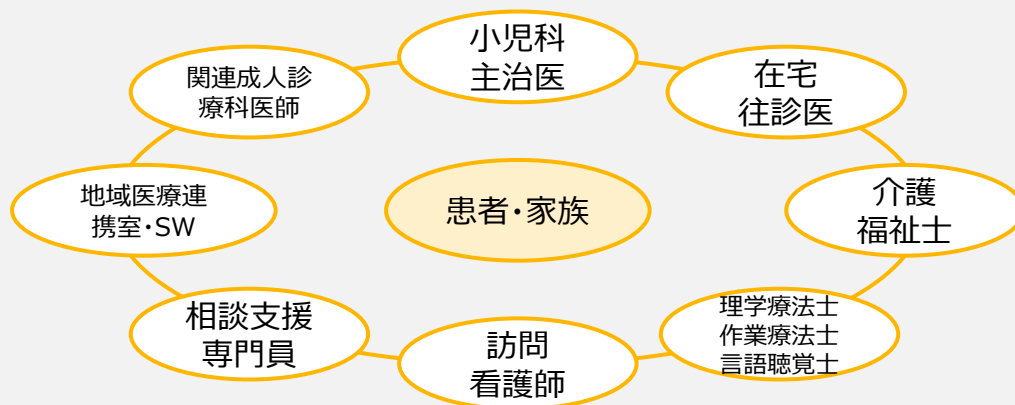 小児科
主治医
在宅
往診医
介護
福祉士
理学療法士
作業療法士
言語聴覚士
訪問
看護師
相談支援
専門員
地域医療連
携室・SW
関連成人診
療科医師
患者・家族